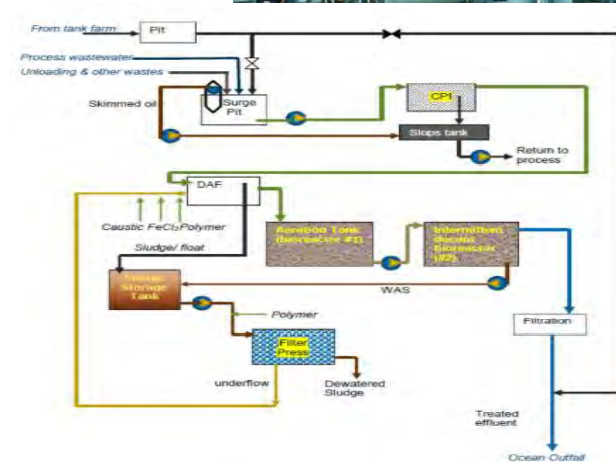 From tank farm
Pit
Process wastewater
Unloading & other wastes
Skimmed oil
Surge
Pit
CPI
Slops tank
Return to
process
DAF
Caustic FeCl3 Polymer
Sludge/ float
Aeration Tank
(bioreactor #1)
Intermittent
decant
bioreactor
(#2)
Storage
Tank
WAS
Polymer
Filtration
Filter
Press
underflow
Dewatered
Sludge
Treated
effluent
Ocean Outfall